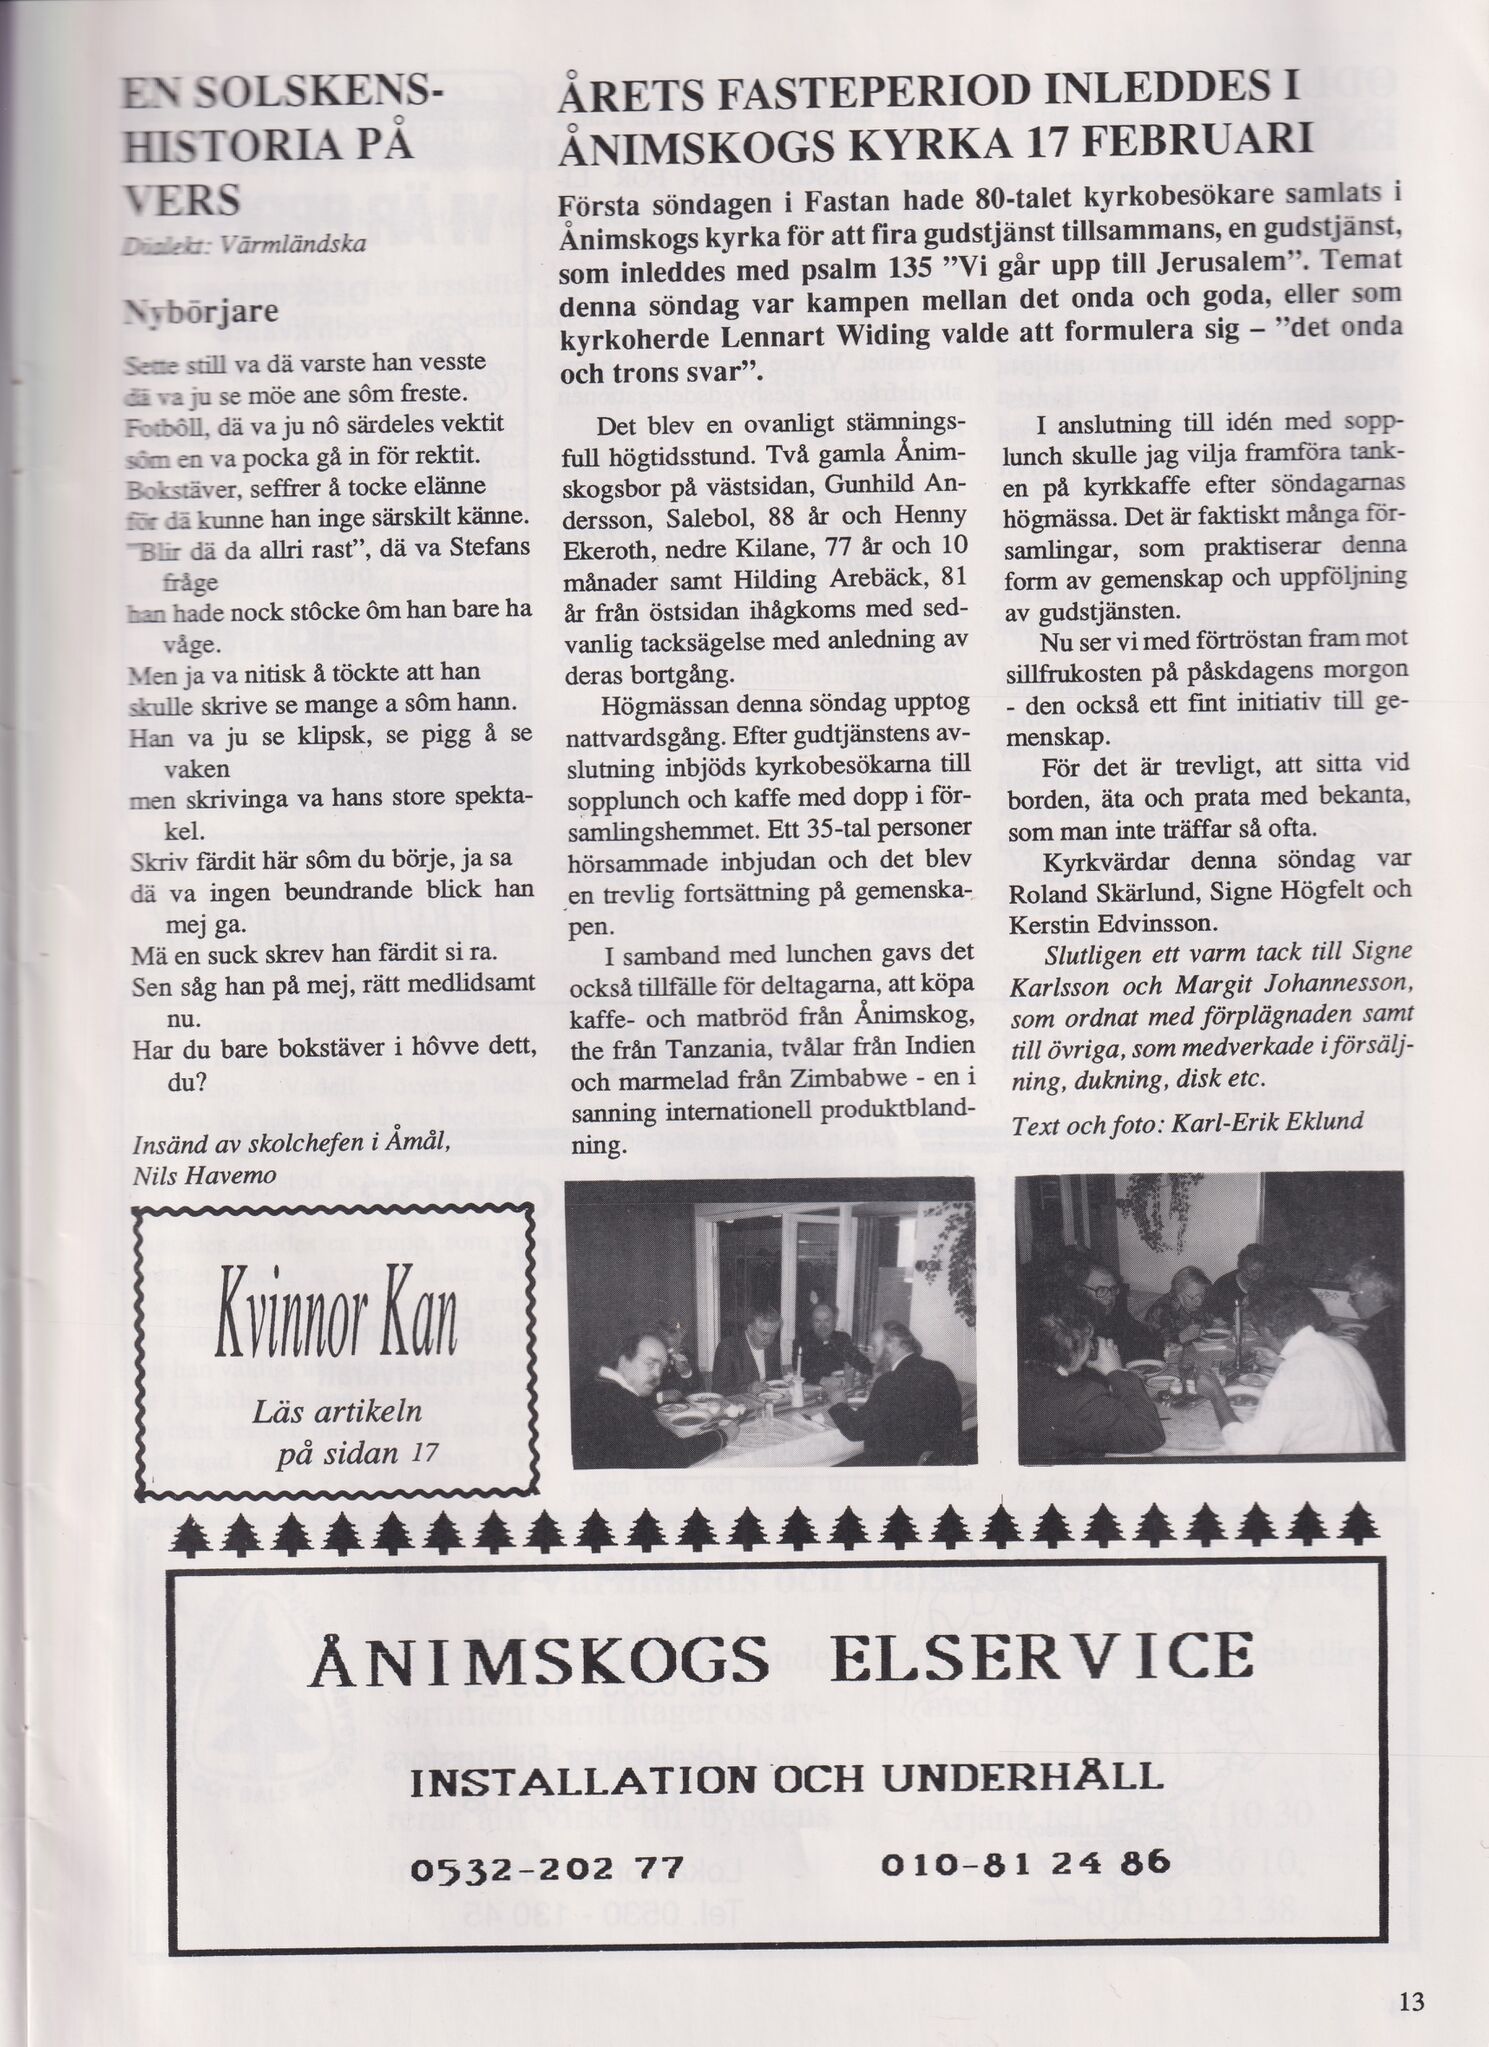 EN SOLSKENS-
HISTORIA PÅ
VERS
Dialekt: Värmländska
Nybörjare
Sette still va dä varste han vesste
dä va ju se möe ane sôm freste.
Fotbôll, dä va ju nô särdeles vektit
sôm en va pocka gå in för rektit.
Bokstäver, seffrer å tocke elänne
för dä kunne han inge särskilt känne.
"Blir dä da allri rast”, dä va Stefans
fråge
han hade nock stôcke ôm han bare ha
våge.
Men ja va nitisk å töckte att han
skulle skrive se mange a sôm hann.
Han va ju se klipsk, se pigg å se
vaken
men skrivinga va hans store spekta-
kel.
Skriv färdit här sôm du börje, ja sa
dä va ingen beundrande blick han
mej ga.
Mä en suck skrev han färdit si ra.
Sen såg han på mej, rätt medlidsamt
nu.
Har du bare bokstäver i hôvve dett,
du?
Insänd av skolchefen i Åmål,
Nils Havemo
Kvinnor Kan
Läs artikeln
på sidan 17
ÅRETS FASTEPERIOD INLEDDES I
ÅNIMSKOGS KYRKA 17 FEBRUARI
Första söndagen i Fastan hade 80-talet kyrkobesökare samlats i
Ånimskogs kyrka för att fira gudstjänst tillsammans, en gudstjänst,
som inleddes med psalm 135 ”Vi går upp till Jerusalem”. Temat
denna söndag var kampen mellan det onda och goda, eller som
kyrkoherde Lennart Widing valde att formulera sig – ”det onda
och trons svar”.
Det blev en ovanligt stämnings-
full högtidsstund. Två gamla Ånim-
skogsbor på västsidan, Gunhild An-
dersson, Salebol, 88 år och Henny
Ekeroth, nedre Kilane, 77 år och 10
månader samt Hilding Arebäck, 81
år från östsidan ihågkoms med sed-
vanlig tacksägelse med anledning av
deras bortgång.
Högmässan denna söndag upptog
nattvardsgång. Efter gudtjänstens av-
slutning inbjöds kyrkobesökarna till
sopplunch och kaffe med dopp i för-
samlingshemmet. Ett 35-tal personer
hörsammade inbjudan och det blev
en trevlig fortsättning på gemenska-
pen.
I samband med lunchen gavs det
också tillfälle för deltagarna, att köpa
kaffe- och matbröd från Ånimskog,
the från Tanzania, tvålar från Indien
och marmelad från Zimbabwe - en i
sanning internationell produktbland-
ning.
I anslutning till idén med sopp-
lunch skulle jag vilja framföra tank-
en på kyrkkaffe efter söndagarnas
högmässa. Det är faktiskt många för-
samlingar, som praktiserar denna
form av gemenskap och uppföljning
av gudstjänsten.
Nu ser vi med förtröstan fram mot
sillfrukosten på påskdagens morgon
- den också ett fint initiativ till ge-
menskap.
För det är trevligt, att sitta vid
borden, äta och prata med bekanta,
som man inte träffar så ofta.
Kyrkvärdar denna söndag var
Roland Skärlund, Signe Högfelt och
Kerstin Edvinsson.
Slutligen ett varm tack till Signe
Karlsson och Margit Johannesson,
som ordnat med förplägnaden samt
till övriga, som medverkade i försälj-
ning, dukning, disk etc.
Text och foto: Karl-Erik Eklund
ÅNIMSKOGS ELSERVICE
INSTALLATION OCH UNDERHÅLL
0532-202 77 010-81 24 86
13